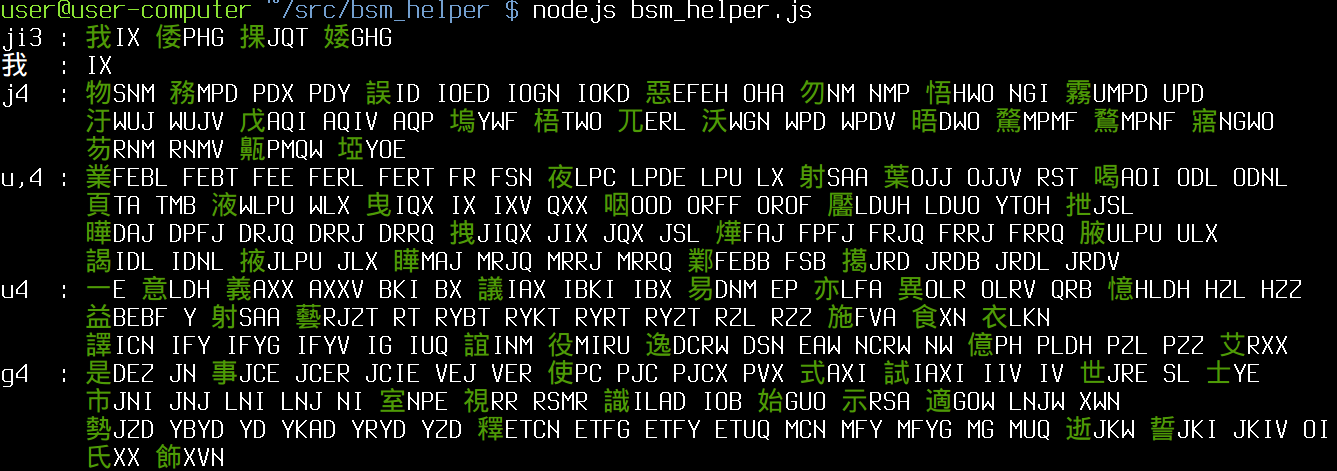 user@user-computer ~/src/bsm_helper $ nodejs bsm_helper.js
ji3 : 我IX 倭PHG 捰JQT 婑GHG
我  : IX
j4  : 物SNM 務MPD PDX PDY 誤ID IOED IOGN IOKD 惡EFEH OHA 勿NM NMP 悟HWO NGI 霧UMPD UPD
汙WUJ WUJV 戊AQI AQIV AQP 塢YWF 梧TWO 兀ERL 沃WGN WPD WPDV 晤DWO 騖MPMF 鶩MPNF 寤NGWO
芴RNM RNMV 甒PMQW 埡YOE
u,4 : 業FEBL FEBT FEE FERL FERT FR FSN 夜LPC LPDE LPU LX 射SAA 葉OJJ OJJV RST 喝AOI ODL ODNL
頁TA TMB 液WLPU WLX 曳IQX IX IXV QXX 咽OOD ORFF OROF 靨LDUH LDUO YTOH 抴JSL
曄DAJ DPFJ DRJQ DRRJ DRRQ 拽JIQX JIX JQX JSL 燁FAJ FPFJ FRJQ FRRJ FRRQ 腋ULPU ULX
謁IDL IDNL 掖JLPU JLX 瞱MAJ MRJQ MRRJ MRRQ 鄴FEBB FSB 擖JRD JRDB JRDL JRDV
u4  : 一E 意LDH 義AXX AXXV BKI BX 議IAX IBKI IBX 易DNM EP 亦LFA 異OLR OLRV QRB 憶HLDH HZL HZZ
益BEBF Y 射SAA 藝RJZT RT RYBT RYKT RYRT RYZT RZL RZZ 施FVA 食XN 衣LKN
譯ICN IFY IFYG IFYV IG IUQ 誼INM 役MIRU 逸DCRW DSN EAW NCRW NW 億PH PLDH PZL PZZ 艾RXX
g4  : 是DEZ JN 事JCE JCER JCIE VEJ VER 使PC PJC PJCX PVX 式AXI 試IAXI IIV IV 世JRE SL 士YE
市JNI JNJ LNI LNJ NI 室NPE 視RR RSMR 識ILAD IOB 始GUO 示RSA 適GOW LNJW XWN
勢JZD YBYD YD YKAD YRYD YZD 釋ETCN ETFG ETFY ETUQ MCN MFY MFYG MG MUQ 逝JKW 誓JKI JKIV OI
氏XX 飾XVN